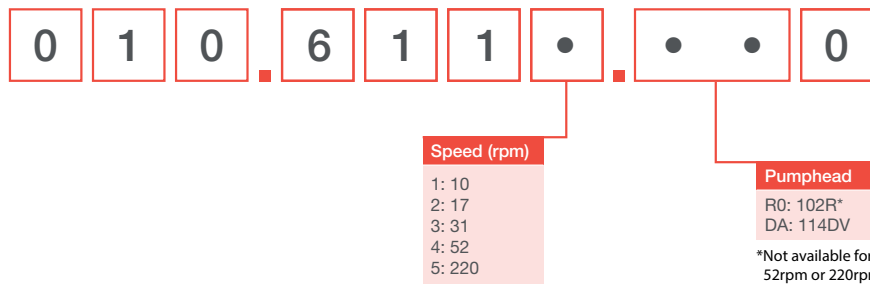 0 1 0 . 6 1 1 • . • • 0
Speed (rpm)
1: 10
2: 17
3: 31
4: 52
5: 220
Pumphead
R0: 102R*
DA: 114DV
*Not available for
52rpm or